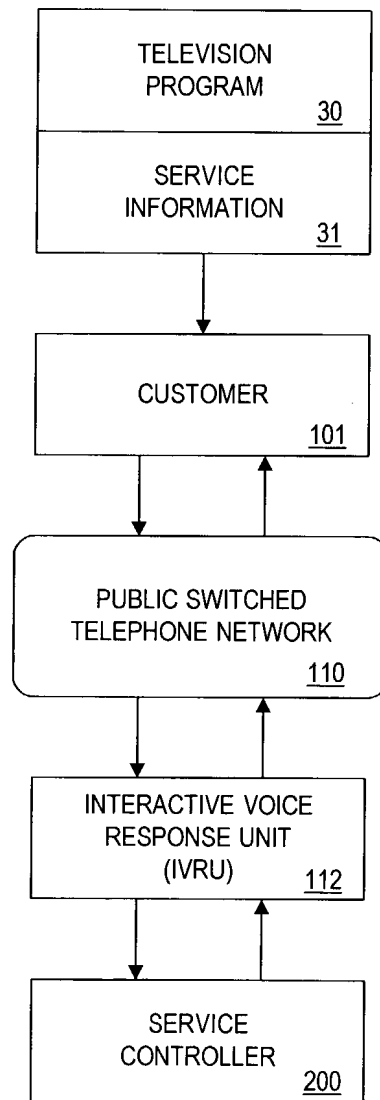 TELEVISION
PROGRAM
30
SERVICE
INFORMATION
31
CUSTOMER
101
PUBLIC SWITCHED
TELEPHONE NETWORK
110
INTERACTIVE VOICE
RESPONSE UNIT
(IVRU)
112
SERVICE
CONTROLLER
200